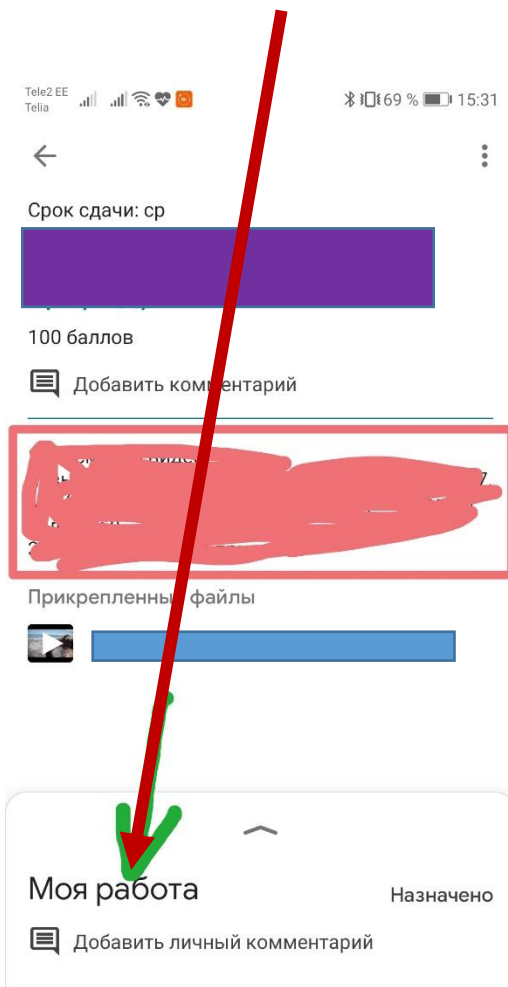 Tele2 EE
Telia
69 % 15:31
Срок сдачи: ср
100 баллов
Добавить комментарий
Прикрепленные файлы
Моя работа
Назначено
Добавить личный комментарий